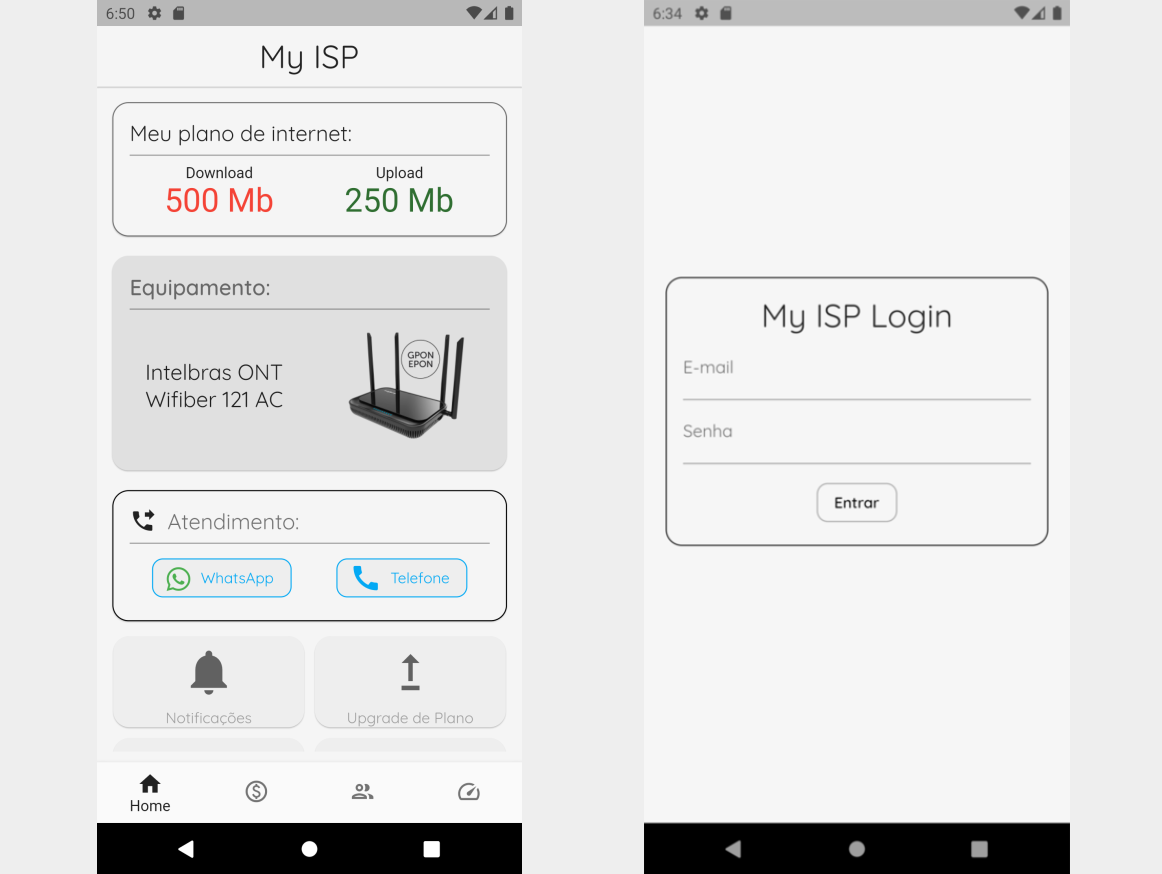 6:50
My ISP
Meu plano de internet:
Download
Upload
500 Mb
250 Mb
Equipamento:
Intelbras ONT
Wifiber 121 AC
GPON
EPON
Atendimento:
WhatsApp
Telefone
Notificações
Upgrade de Plano
Home
6:34
My ISP Login
E-mail
Senha
Entrar